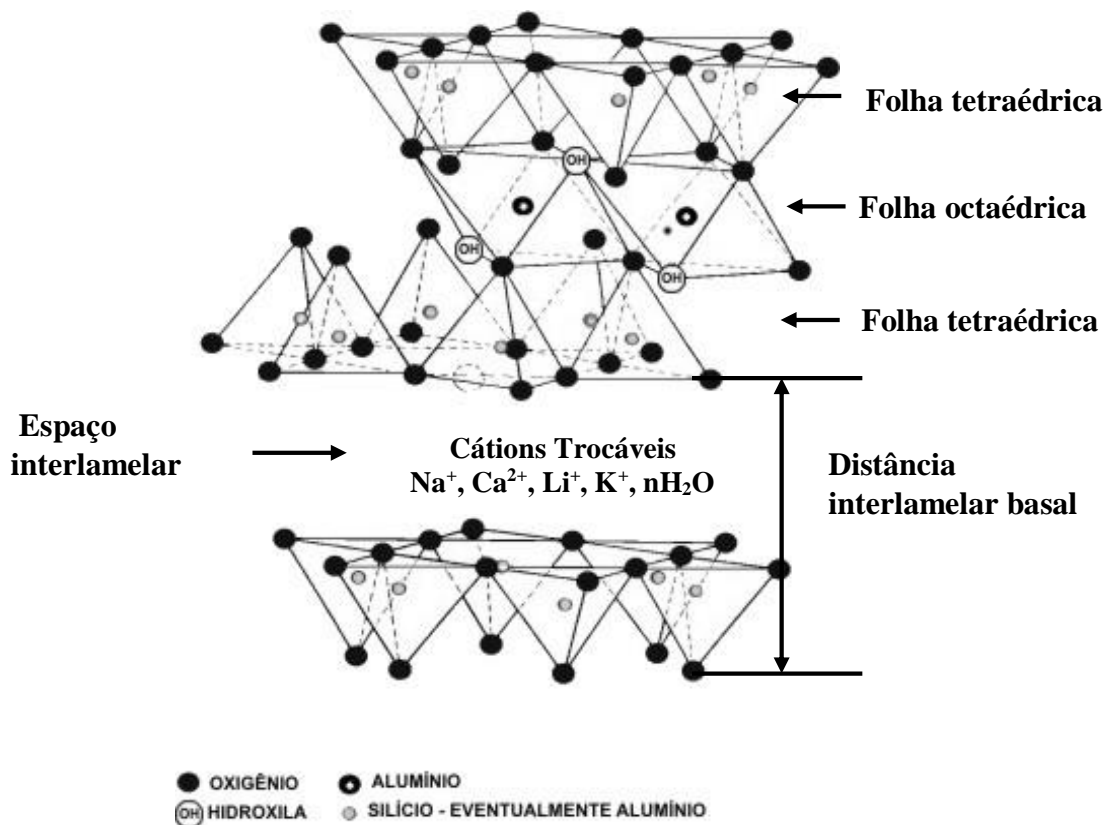 Folha tetraédrica
OH
Folha octaédrica
OH
OH
Folha tetraédrica
Espaço
interlamelar
Cátions Trocáveis
Na⁺, Ca²⁺, Li⁺, K⁺, nH₂O
Distância
interlamelar basal
OXIGÊNIO
ALUMÍNIO
OH HIDROXILA
SILÍCIO - EVENTUALMENTE ALUMÍNIO